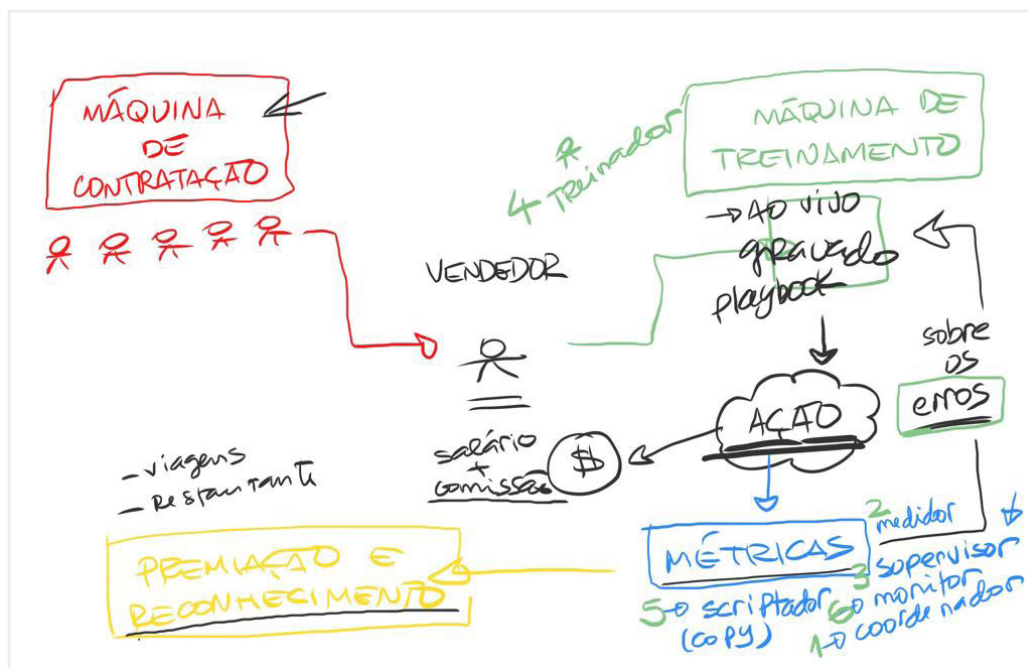 MÁQUINA
DE
CONTRATAÇÃO
VENDEDOR
salário
+
comissão
$
4 TREINADOR
MÁQUINA DE
TREINAMENTO
→ AO VIVO
gravado
playbook
AÇÃO
sobre
os
erros
MÉTRICAS
2 medidor
3 supervisor
6→ monitor
1→ coordenador
5→ scriptador
(copy)
- viagens
- Restaurante
PREMIAÇÃO E
RECONHECIMENTO